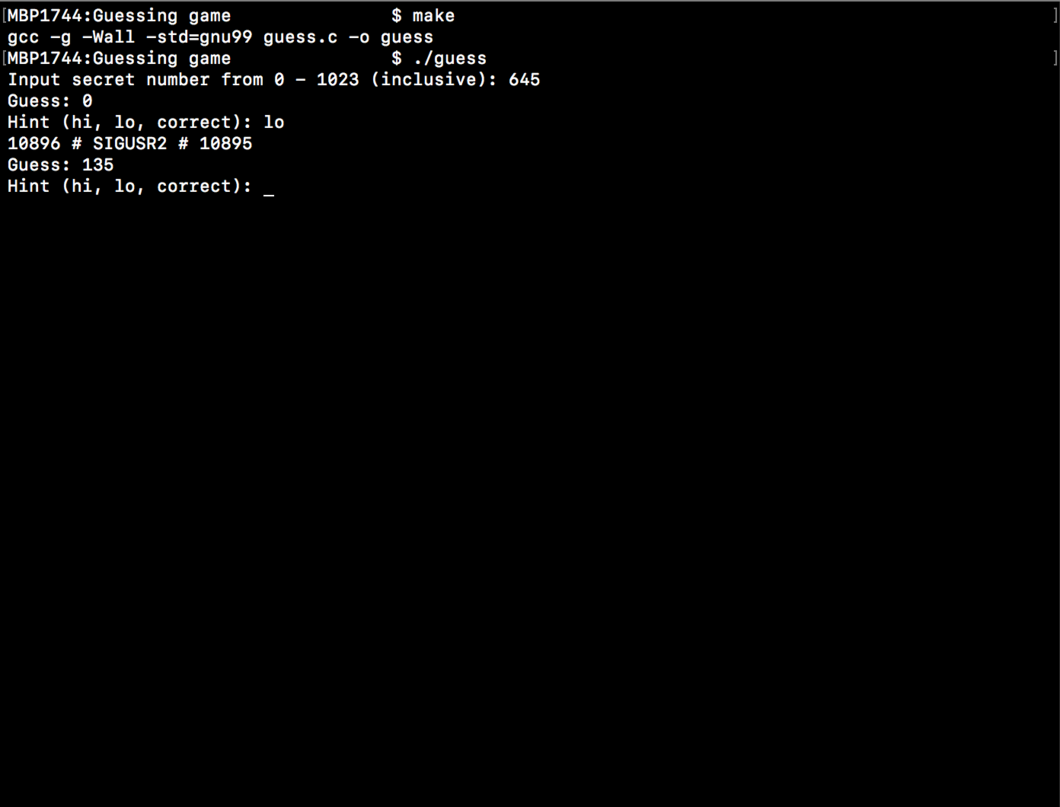 [MBP1744:Guessing game $ make ]
gcc -g -Wall -std=gnu99 guess.c -o guess
[MBP1744:Guessing game $ ./guess ]
Input secret number from 0 - 1023 (inclusive): 645
Guess: 0
Hint (hi, lo, correct): lo
10896 # SIGUSR2 # 10895
Guess: 135
Hint (hi, lo, correct): _